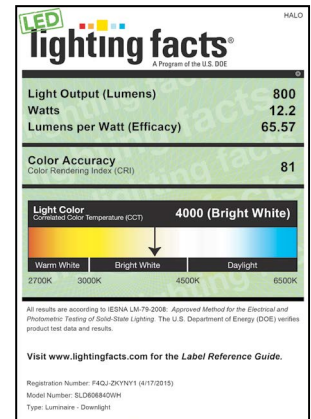 HALO
LED
lighting facts®
A Program of the U.S. DOE
Light Output (Lumens) 800
Watts 12.2
Lumens per Watt (Efficacy) 65.57
Color Accuracy
Color Rendering Index (CRI) 81
Light Color
Correlated Color Temperature (CCT) 4000 (Bright White)
Warm White Bright White Daylight
2700K 3000K 4500K 6500K
All results are according to IESNA LM-79-2008: Approved Method for the Electrical and
Photometric Testing of Solid-State Lighting. The U.S. Department of Energy (DOE) verifies
product test data and results.
Visit www.lightingfacts.com for the Label Reference Guide.
Registration Number: F4QJ-ZKYNY1 (4/17/2015)
Model Number: SLD606840WH
Type: Luminaire - Downlight